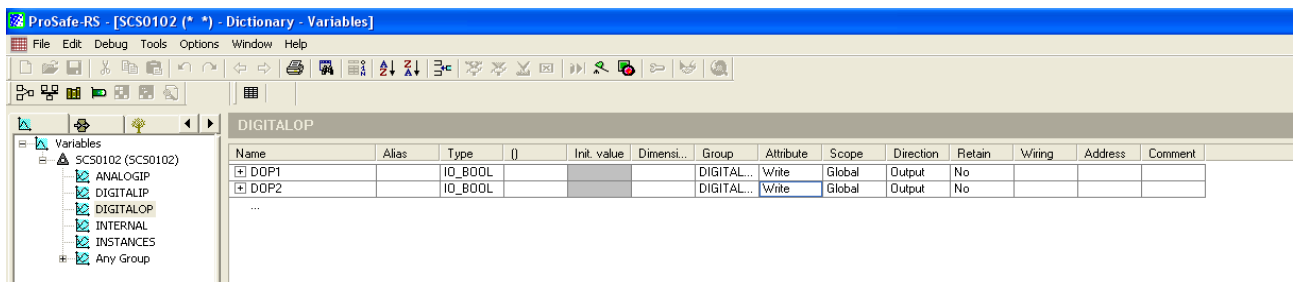 ProSafe-RS - [SCS0102 (* *) - Dictionary - Variables]
File Edit Debug Tools Options Window Help
DIGITALOP
Variables
SCS0102 (SCS0102)
ANALOGIP
DIGITALIP
DIGITALOP
INTERNAL
INSTANCES
Any Group
Name Alias Type () Init. value Dimensi... Group Attribute Scope Direction Retain Wiring Address Comment
DOP1 IO_BOOL DIGITAL... Write Global Output No
DOP2 IO_BOOL DIGITAL... Write Global Output No
...